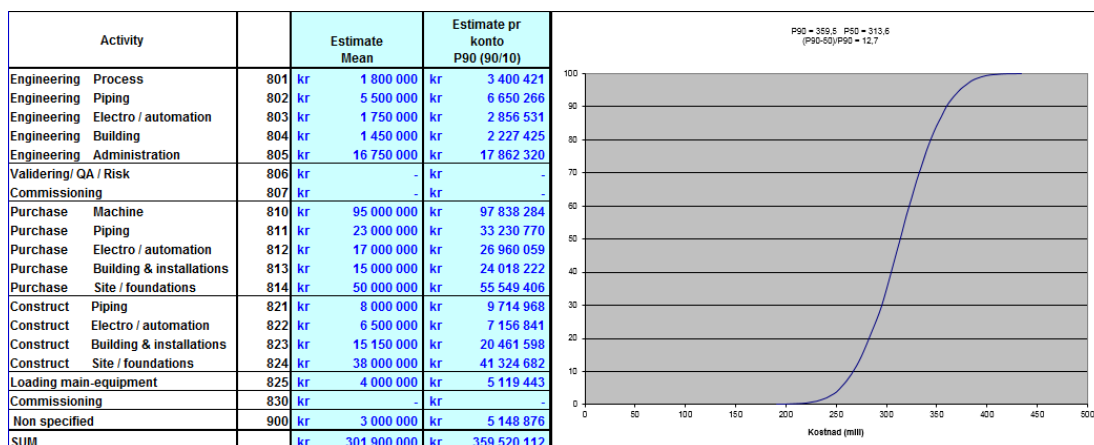 Activity Estimate Mean Estimate pr konto P90 (90/10)
Engineering Process 801 kr 1 800 000 kr 3 400 421
Engineering Piping 802 kr 5 500 000 kr 6 650 266
Engineering Electro / automation 803 kr 1 750 000 kr 2 856 531
Engineering Building 804 kr 1 450 000 kr 2 227 425
Engineering Administration 805 kr 16 750 000 kr 17 862 320
Validering/ QA / Risk 806 kr - kr -
Commissioning 807 kr - kr -
Purchase Machine 810 kr 95 000 000 kr 97 838 284
Purchase Piping 811 kr 23 000 000 kr 33 230 770
Purchase Electro / automation 812 kr 17 000 000 kr 26 960 059
Purchase Building & installations 813 kr 15 000 000 kr 24 018 222
Purchase Site / foundations 814 kr 50 000 000 kr 55 549 406
Construct Piping 821 kr 8 000 000 kr 9 714 968
Construct Electro / automation 822 kr 6 500 000 kr 7 156 841
Construct Building & installations 823 kr 15 150 000 kr 20 461 598
Construct Site / foundations 824 kr 38 000 000 kr 41 324 682
Loading main-equipment 825 kr 4 000 000 kr 5 119 443
Commissioning 830 kr - kr -
Non specified 900 kr 3 000 000 kr 5 148 876
SUM kr 301 900 000 kr 359 520 112
P90 = 359,5 P50 = 313,6
(P90-50)/P90 = 12,7
100
90
80
70
60
50
40
30
20
10
0
0 50 100 150 200 250 300 350 400 450 500
Kostnad (mill)